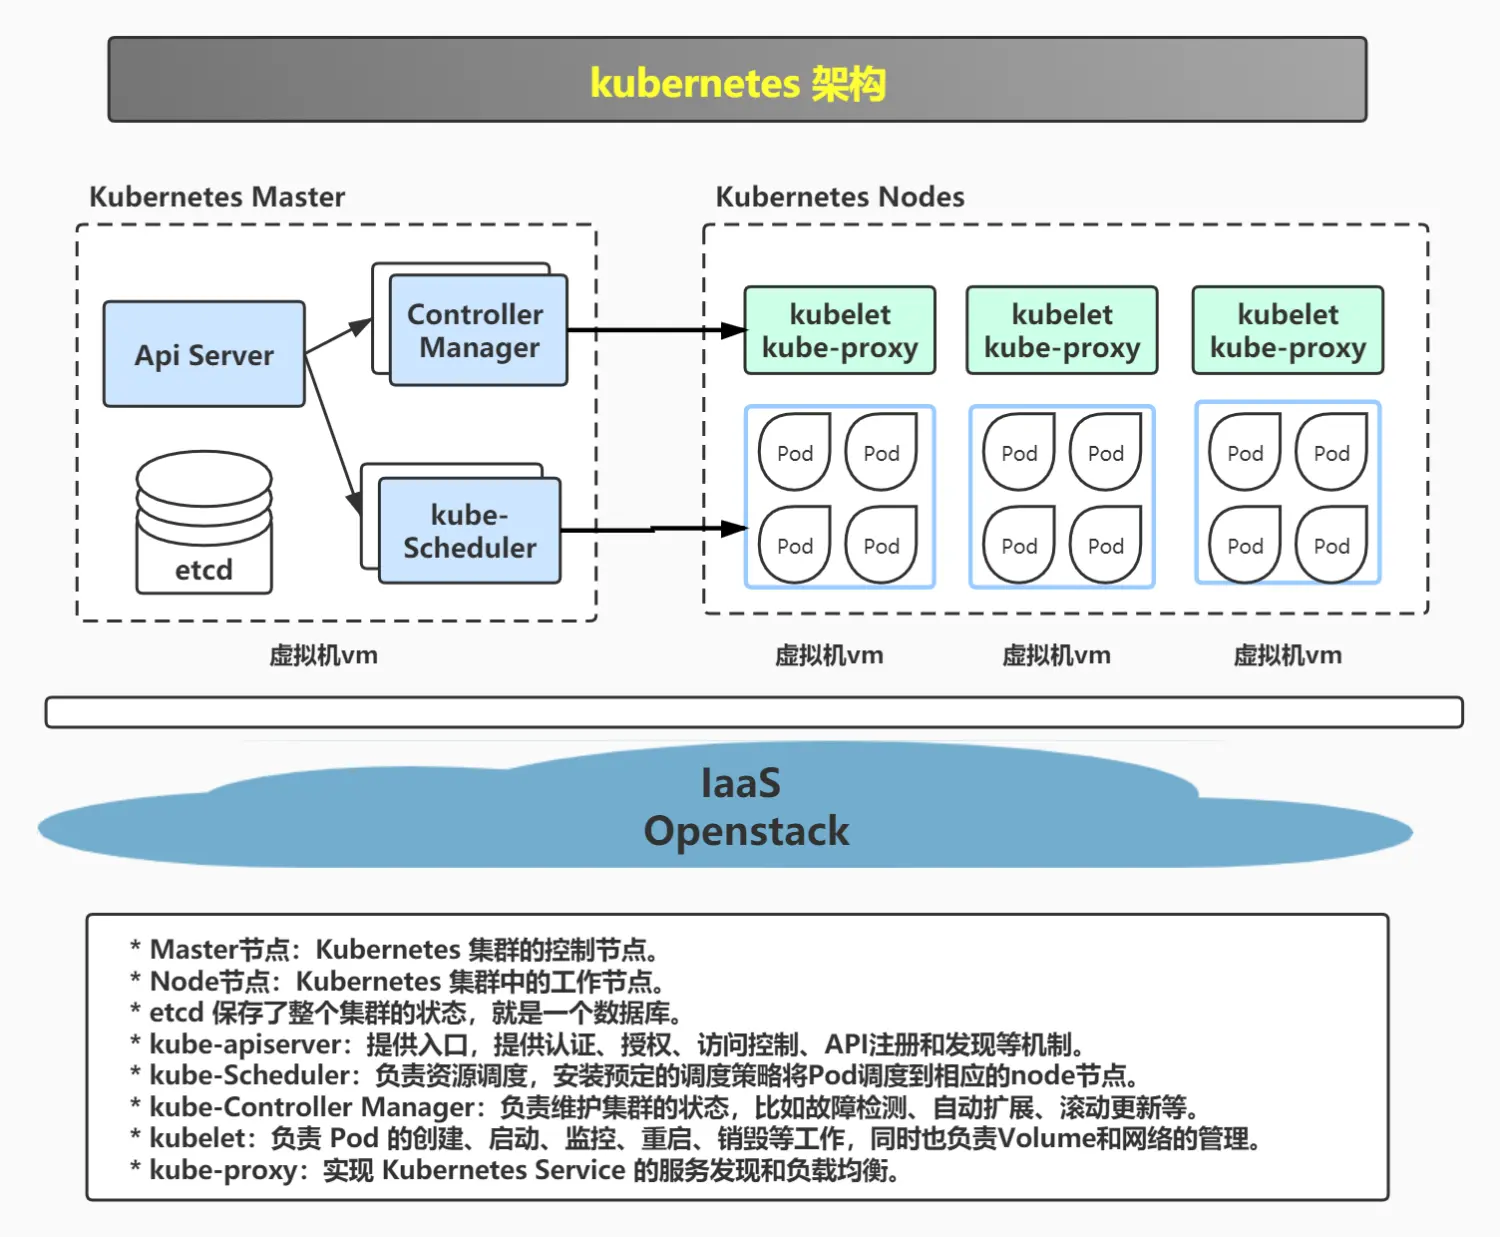 kubernetes 架构
Kubernetes Master
Kubernetes Nodes
Api Server
Controller
Manager
kube-
Scheduler
etcd
kubelet
kube-proxy
kubelet
kube-proxy
kubelet
kube-proxy
Pod Pod
Pod Pod
Pod Pod
Pod Pod
Pod Pod
Pod Pod
虚拟机vm
虚拟机vm
虚拟机vm
虚拟机vm
IaaS
Openstack
* Master节点：Kubernetes 集群的控制节点。
* Node节点：Kubernetes 集群中的工作节点。
* etcd 保存了整个集群的状态，就是一个数据库。
* kube-apiserver：提供入口，提供认证、授权、访问控制、API注册和发现等机制。
* kube-Scheduler：负责资源调度，安装预定的调度策略将Pod调度到相应的node节点。
* kube-Controller Manager：负责维护集群的状态，比如故障检测、自动扩展、滚动更新等。
* kubelet：负责 Pod 的创建、启动、监控、重启、销毁等工作，同时也负责Volume和网络的管理。
* kube-proxy：实现 Kubernetes Service 的服务发现和负载均衡。